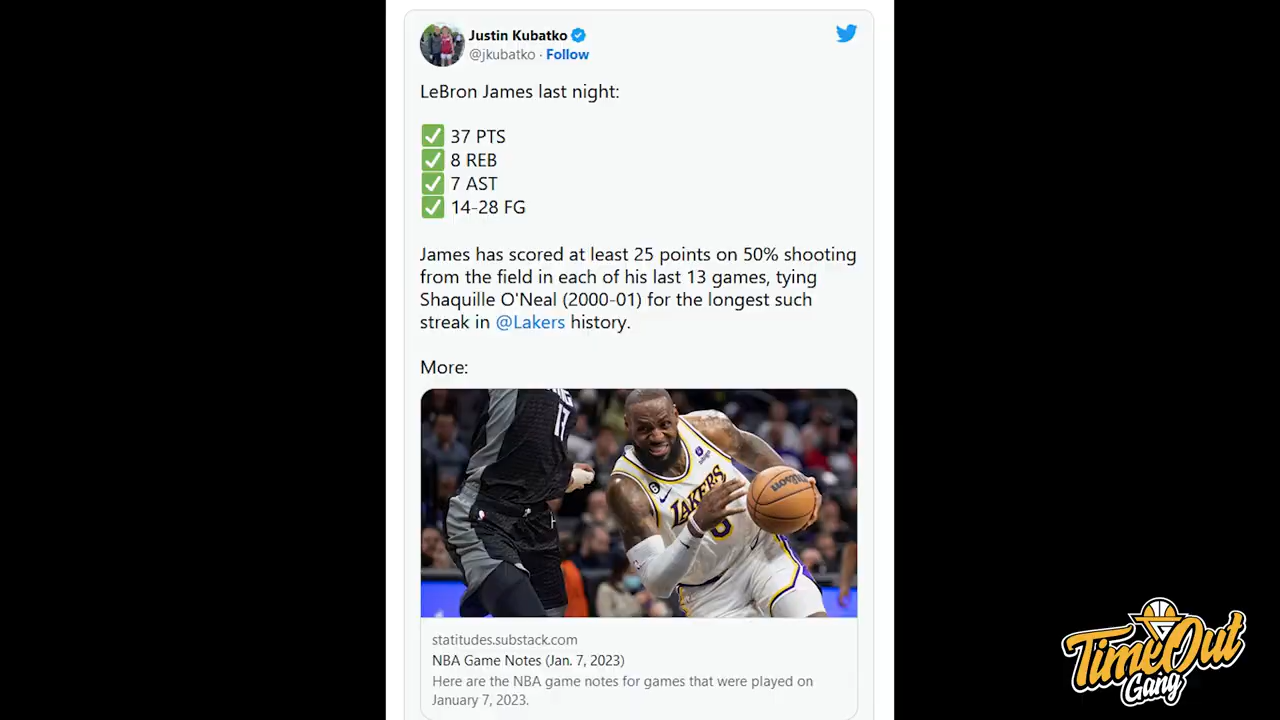 Justin Kubatko
@jkubatko · Follow
LeBron James last night:
✅ 37 PTS
✅ 8 REB
✅ 7 AST
✅ 14-28 FG
James has scored at least 25 points on 50% shooting
from the field in each of his last 13 games, tying
Shaquille O'Neal (2000-01) for the longest such
streak in @Lakers history.
More:
13
LAKERS
6
Wilson
statitudes.substack.com
NBA Game Notes (Jan. 7, 2023)
Here are the NBA game notes for games that were played on
January 7, 2023.
TimeOut
Gang